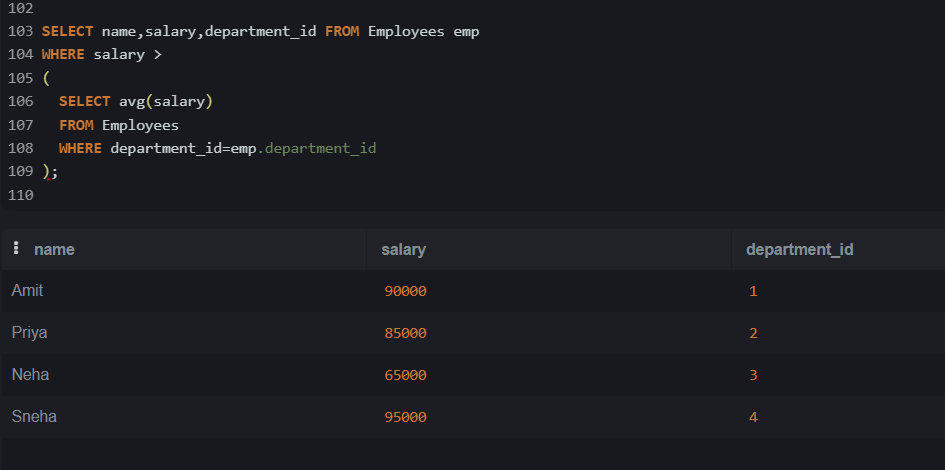 102
103 SELECT name,salary,department_id FROM Employees emp
104 WHERE salary >
105 (
106   SELECT avg(salary)
107   FROM Employees
108   WHERE department_id=emp.department_id
109 );
110
name salary department_id
Amit 90000 1
Priya 85000 2
Neha 65000 3
Sneha 95000 4